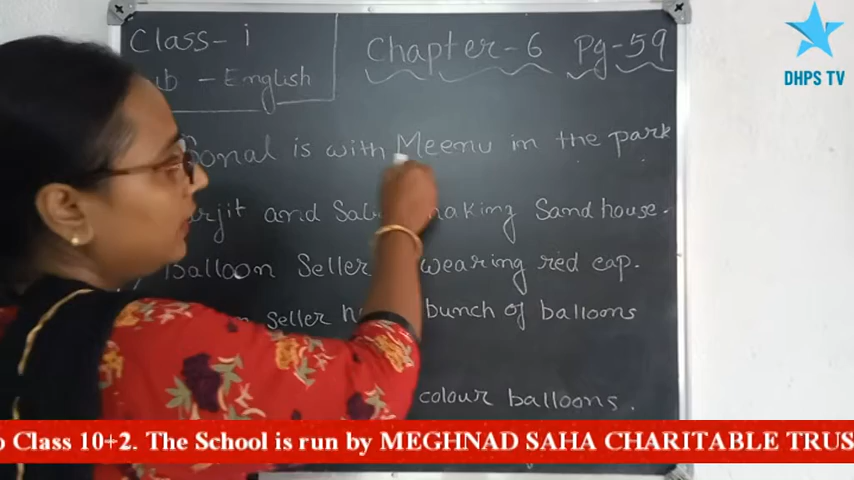 Class-i
Chapter-6 Pg-59
- English
DHPS TV
Sonal is with Meenu in the park
and making Sand house.
Balloon Seller wearing red cap.
seller bunch of balloons
colour balloons.
Class 10+2. The School is run by MEGHNAD SAHA CHARITABLE